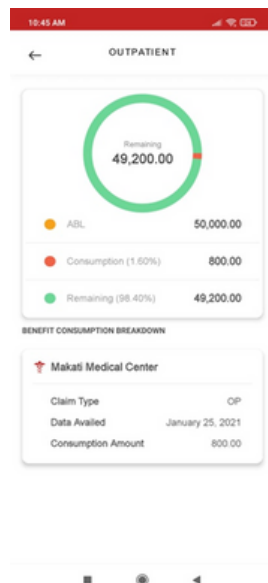 10:45 AM
OUTPATIENT
Remaining
49,200.00
ABL 50,000.00
Consumption (1.60%) 800.00
Remaining (98.40%) 49,200.00
BENEFIT CONSUMPTION BREAKDOWN
Makati Medical Center
Claim Type OP
Data Availed January 25, 2021
Consumption Amount 800.00